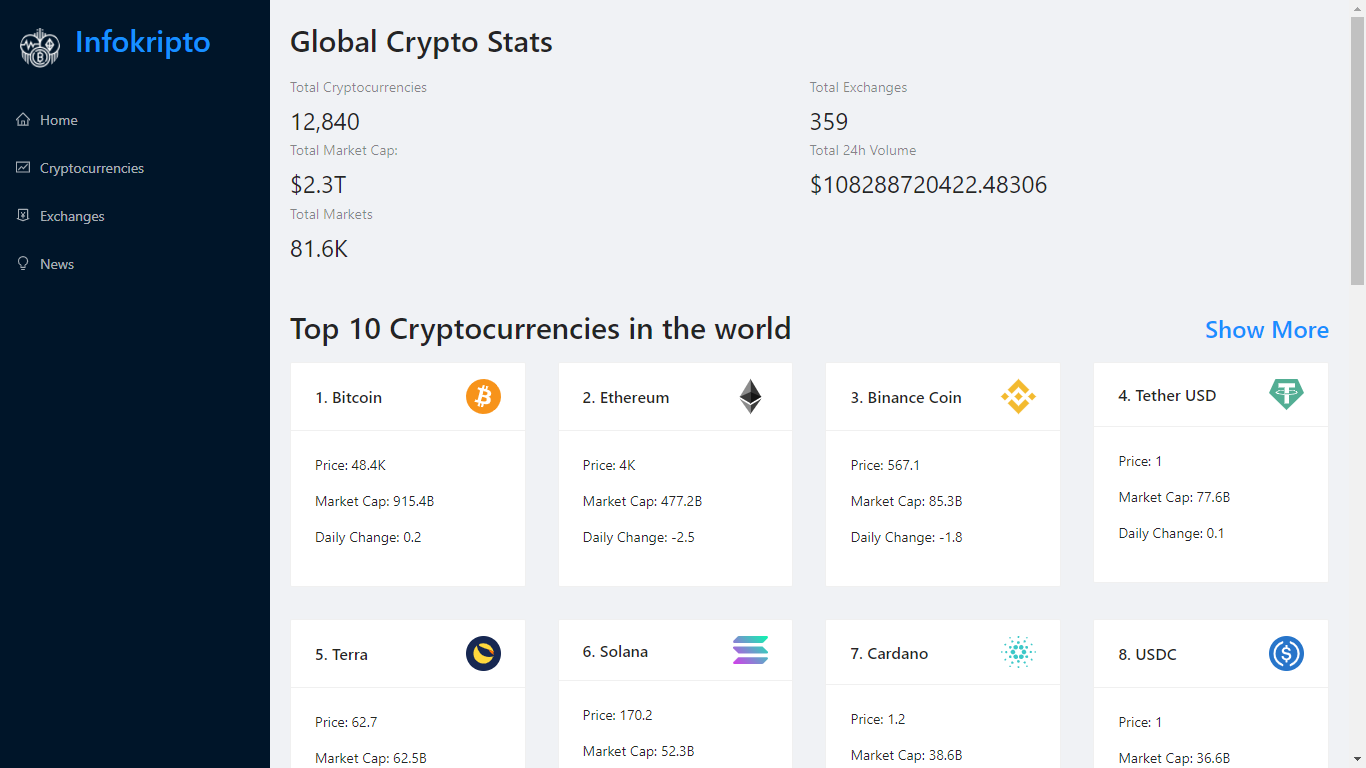 Infokripto
Home
Cryptocurrencies
Exchanges
News
Global Crypto Stats
Total Cryptocurrencies
12,840
Total Exchanges
359
Total Market Cap:
$2.3T
Total 24h Volume
$108288720422.48306
Total Markets
81.6K
Top 10 Cryptocurrencies in the world
Show More
1. Bitcoin
Price: 48.4K
Market Cap: 915.4B
Daily Change: 0.2
2. Ethereum
Price: 4K
Market Cap: 477.2B
Daily Change: -2.5
3. Binance Coin
Price: 567.1
Market Cap: 85.3B
Daily Change: -1.8
4. Tether USD
Price: 1
Market Cap: 77.6B
Daily Change: 0.1
5. Terra
Price: 62.7
Market Cap: 62.5B
6. Solana
Price: 170.2
Market Cap: 52.3B
7. Cardano
Price: 1.2
Market Cap: 38.6B
8. USDC
Price: 1
Market Cap: 36.6B